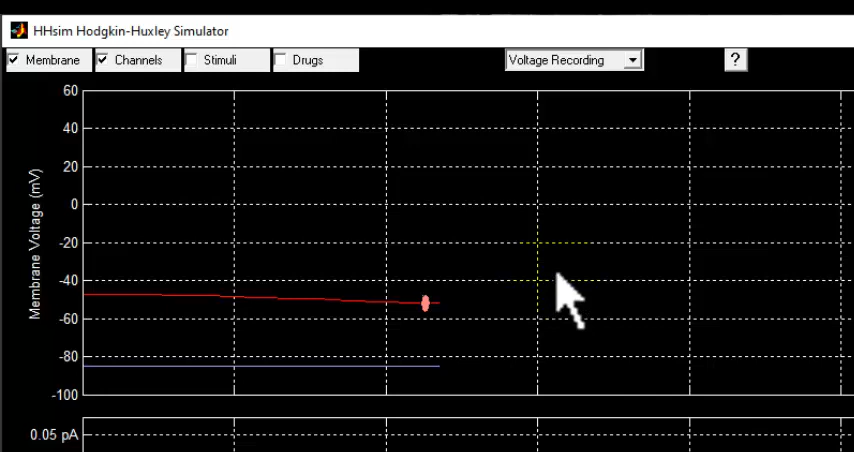 HHsim Hodgkin-Huxley Simulator
Membrane Channels Stimuli Drugs Voltage Recording ?
60
40
20
0
-20
-40
-60
-80
-100
Membrane Voltage (mV)
0.05 pA